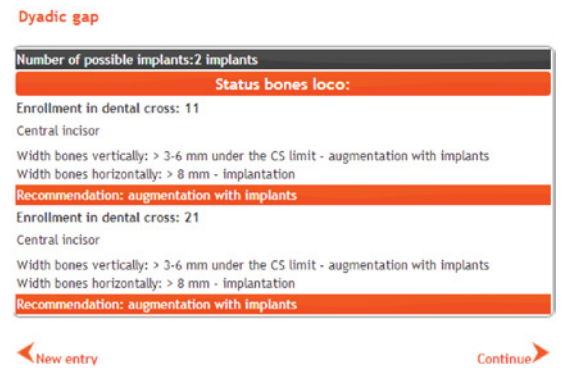 Dyadic gap
Number of possible implants:2 implants
Status bones loco:
Enrollment in dental cross: 11
Central incisor
Width bones vertically: > 3-6 mm under the CS limit - augmentation with implants
Width bones horizontally: > 8 mm - implantation
Recommendation: augmentation with implants
Enrollment in dental cross: 21
Central incisor
Width bones vertically: > 3-6 mm under the CS limit - augmentation with implants
Width bones horizontally: > 8 mm - implantation
Recommendation: augmentation with implants
New entry
Continue